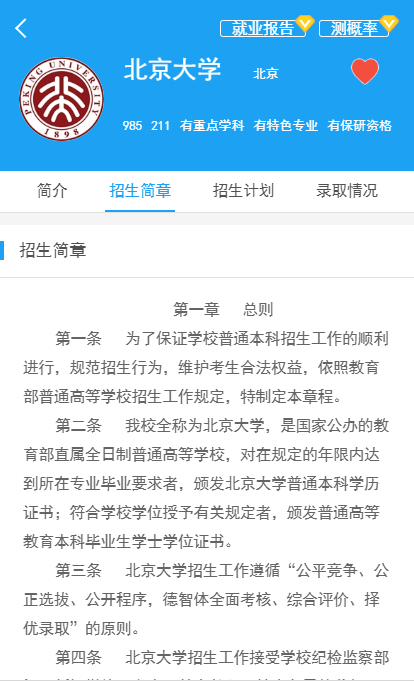 就业报告 测概率
北京大学 北京
PEKING UNIVERSITY
1898
985 211 有重点学科 有特色专业 有保研资格
简介 招生简章 招生计划 录取情况
招生简章
第一章 总则
第一条 为了保证学校普通本科招生工作的顺利
进行，规范招生行为，维护考生合法权益，依照教育
部普通高等学校招生工作规定，特制定本章程。
第二条 我校全称为北京大学，是国家公办的教
育部直属全日制普通高等学校，对在规定的年限内达
到所在专业毕业要求者，颁发北京大学普通本科学历
证书；符合学校学位授予有关规定者，颁发普通高等
教育本科毕业生学士学位证书。
第三条 北京大学招生工作遵循“公平竞争、公
正选拔、公开程序，德智体全面考核、综合评价、择
优录取”的原则。
第四条 北京大学招生工作接受学校纪检监察部